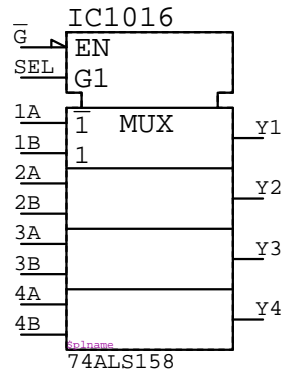 IC1016
G̅
EN
SEL
G1
1A
1̅
MUX
Y1
1B
1
2A
Y2
2B
3A
Y3
3B
4A
Y4
4B
$plname
74ALS158